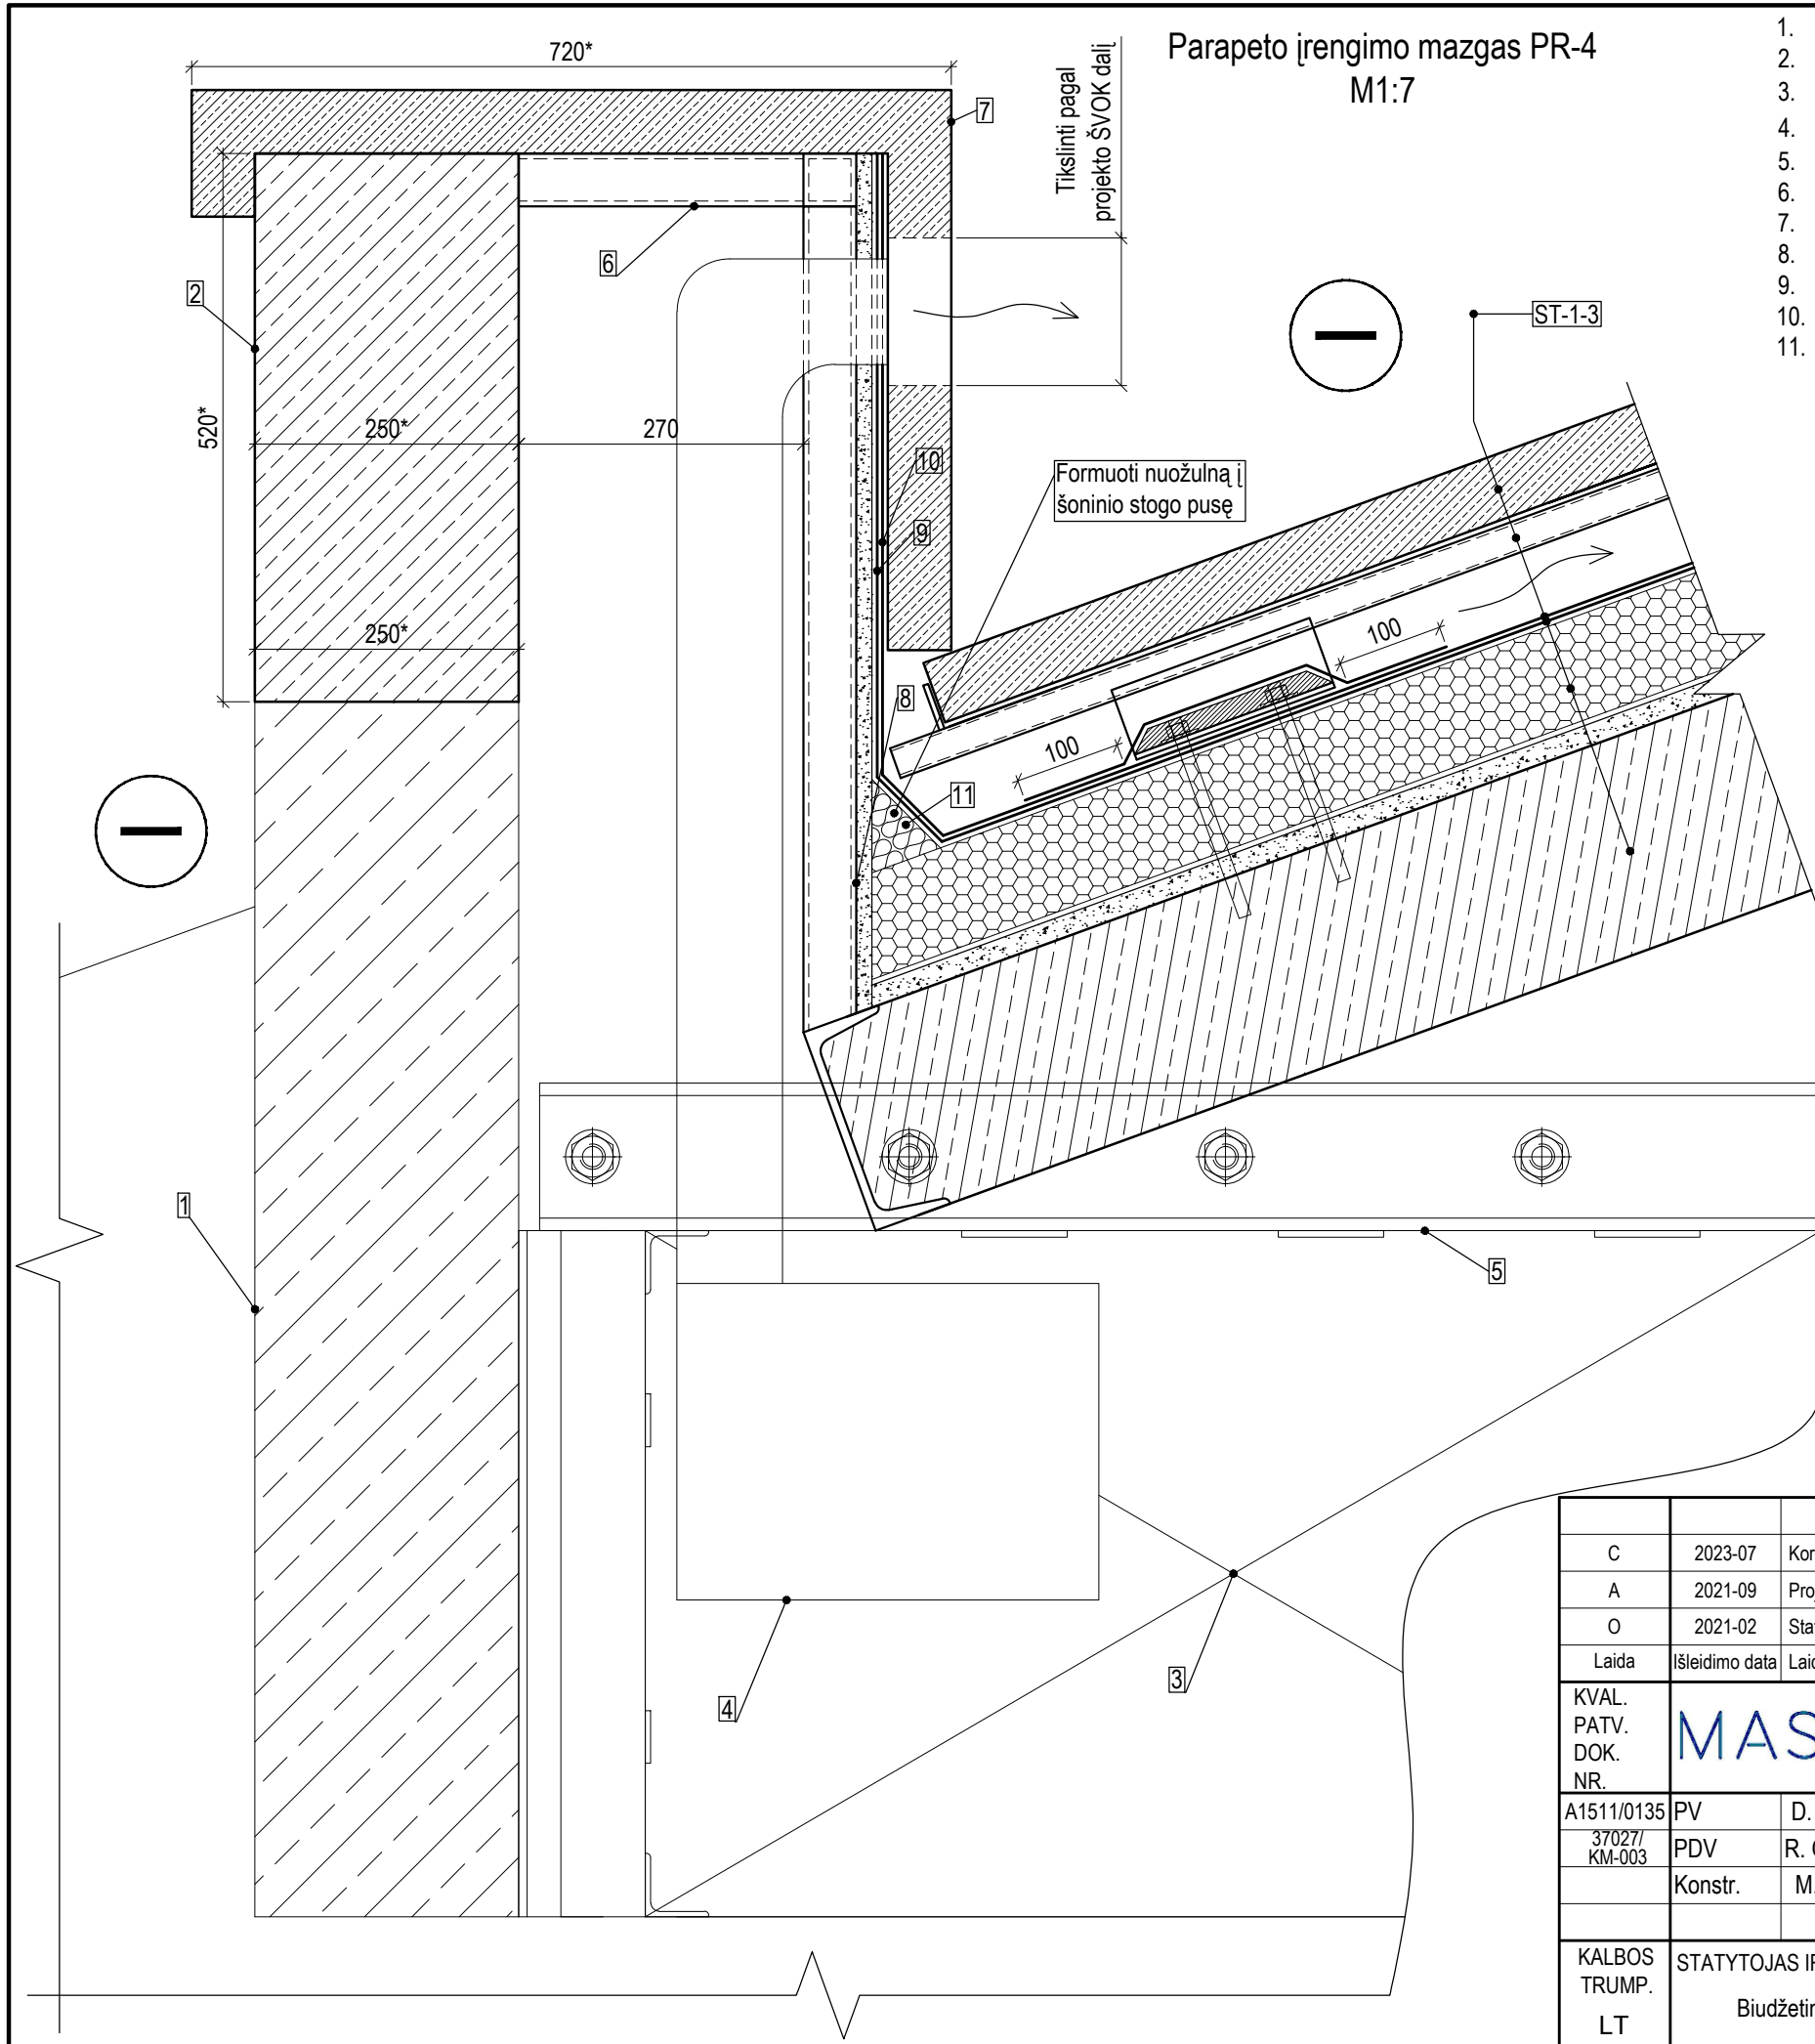 Parapeto įrengimo mazgas PR-4
M1:7
1.
2.
3.
4.
5.
6.
7.
8.
9.
10.
11.
720*
Tikslinti pagal
projekto ŠVOK dalį
7
6
2
ST-1-3
520*
250*
270
10
Formuoti nuožulną į
šoninio stogo pusę
9
250*
100
8
100
11
1
5
3
4
C 2023-07
A 2021-09
O 2021-02
Laida Išleidimo data
KVAL.
PATV.
DOK.
NR.
A1511/0135 PV D.
37027/
KM-003
PDV R.
Konstr. M.
KALBOS
TRUMP.
LT
STATYTOJAS